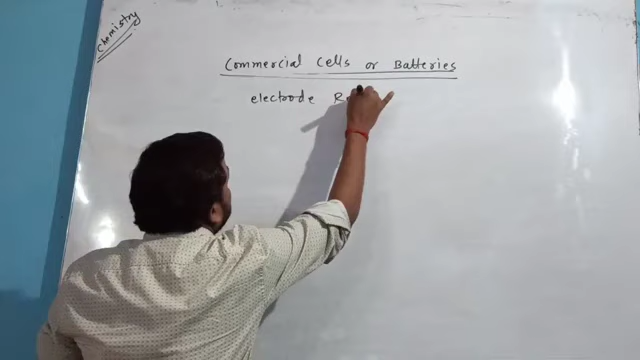 Chemistry
Commercial Cells or Batteries
electrode